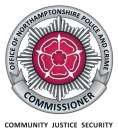 OFFICE OF NORTHAMPTONSHIRE POLICE AND CRIME
COMMISSIONER
COMMUNITY JUSTICE SECURITY